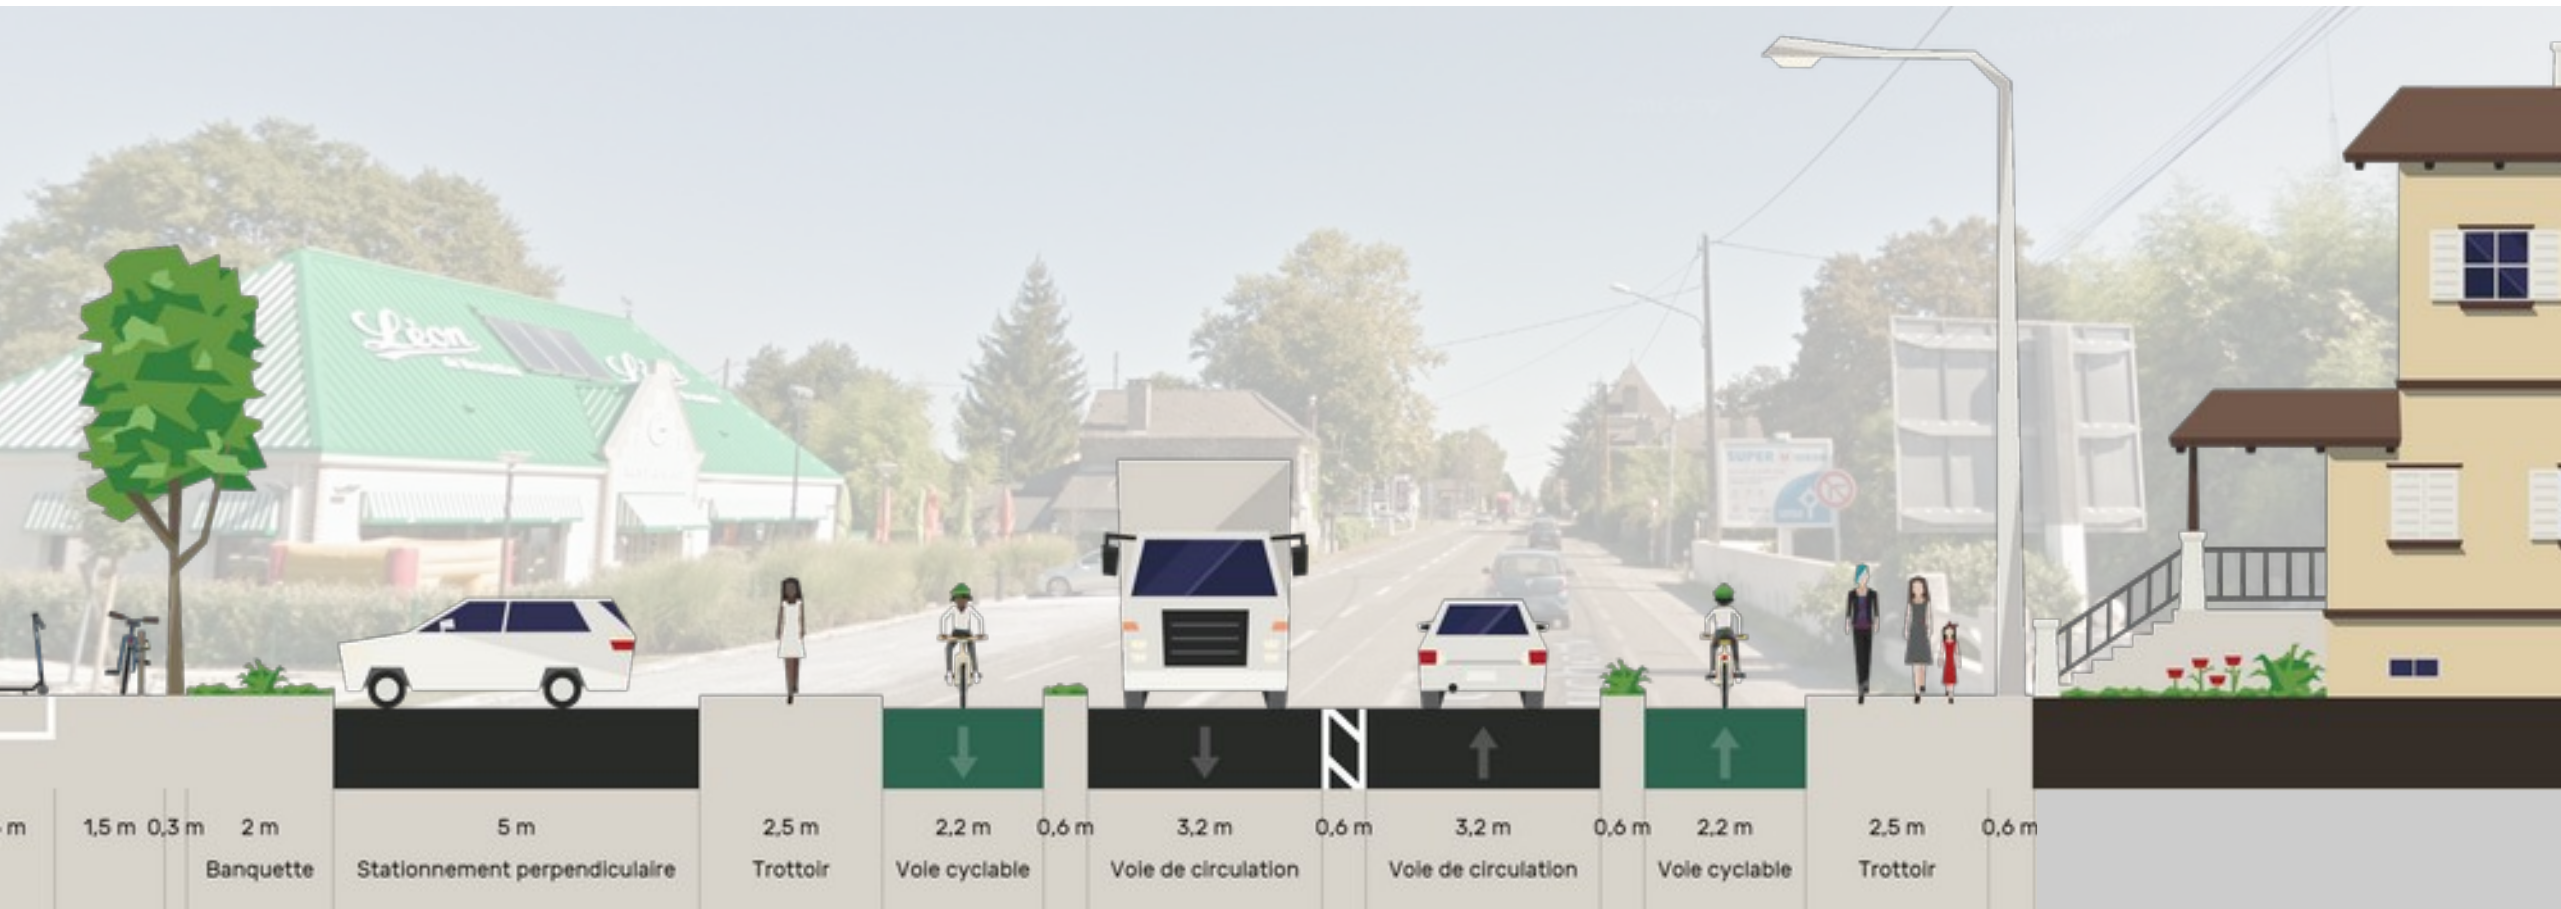 Léon
SUPER U
m
1,5 m
0,3 m
2 m
5 m
2,5 m
2,2 m
0,6 m
3,2 m
0,6 m
3,2 m
0,6 m
2,2 m
2,5 m
0,6 m
Banquette
Stationnement perpendiculaire
Trottoir
Voie cyclable
Voie de circulation
Voie de circulation
Voie cyclable
Trottoir